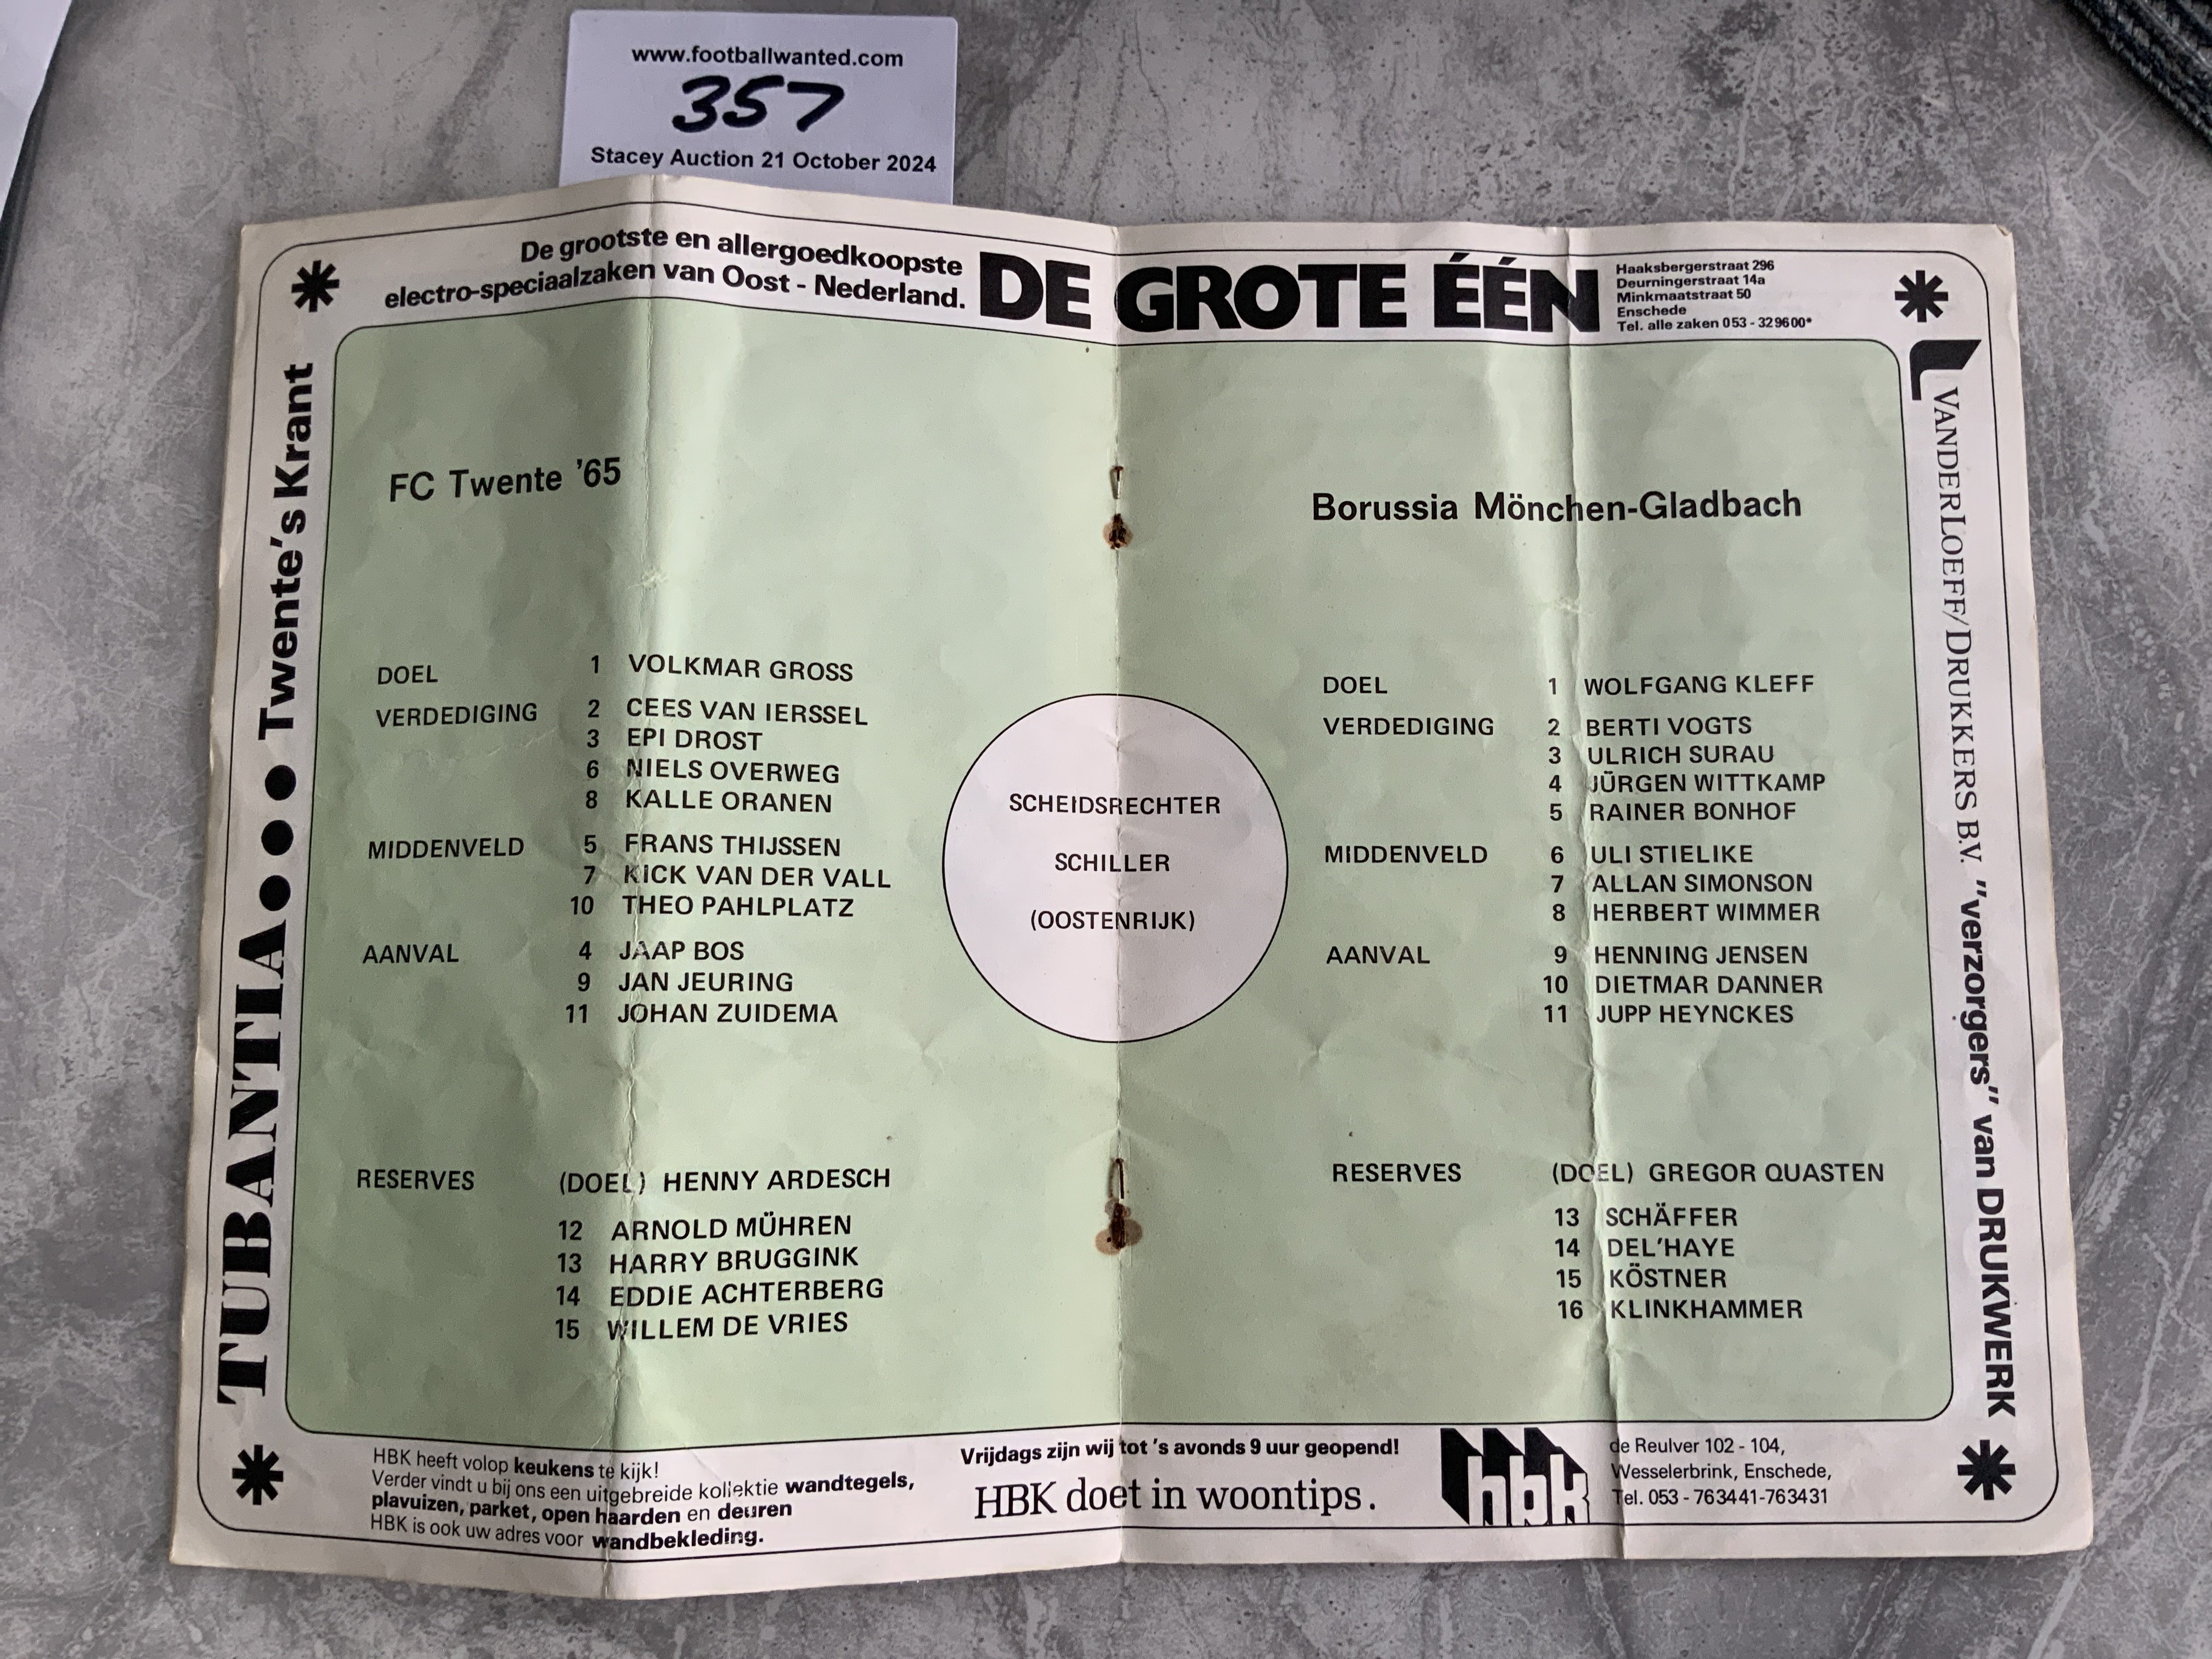 www.footballwanted.com
357
Stacey Auction 21 October 2024
De grootste en allergoedkoopste
electro-speciaalzaken van Oost - Nederland.
DE GROTE ÉÉN
Haaksbergerstraat 296
Deurningerstraat 14a
Minkmaatstraat 50
Enschede
Tel. alle zaken 053 - 329600*
TUBANTIA.... Twente's Krant
FC Twente '65
DOEL 1 VOLKMAR GROSS
VERDEDIGING 2 CEES VAN IERSSEL
3 EPI DROST
6 NIELS OVERWEG
8 KALLE ORANEN
MIDDENVELD 5 FRANS THIJSSEN
7 KICK VAN DER VALL
10 THEO PAHLPLATZ
AANVAL 4 JAAP BOS
9 JAN JEURING
11 JOHAN ZUIDEMA
RESERVES (DOEL) HENNY ARDESCH
12 ARNOLD MÜHREN
13 HARRY BRUGGINK
14 EDDIE ACHTERBERG
15 WILLEM DE VRIES
SCHEIDSRECHTER
SCHILLER
(OOSTENRIJK)
Borussia Mönchen-Gladbach
DOEL 1 WOLFGANG KLEFF
VERDEDIGING 2 BERTI VOGTS
3 ULRICH SURAU
4 JÜRGEN WITTKAMP
5 RAINER BONHOF
MIDDENVELD 6 ULI STIELIKE
7 ALLAN SIMONSON
8 HERBERT WIMMER
AANVAL 9 HENNING JENSEN
10 DIETMAR DANNER
11 JUPP HEYNCKES
RESERVES (DOEL) GREGOR QUASTEN
13 SCHÄFFER
14 DEL'HAYE
15 KÖSTNER
16 KLINKHAMMER
VANDERLOEFF/DRUKKERS B.V. "verzorgers" van DRUKWERK
HBK heeft volop keukens te kijk!
Verder vindt u bij ons een uitgebreide kollektie wandtegels,
plavuizen, parket, open haarden en deuren
HBK is ook uw adres voor wandbekleding.
Vrijdags zijn wij tot 's avonds 9 uur geopend!
HBK doet in woontips.
hbk
de Reulver 102 - 104,
Wesselerbrink, Enschede,
Tel. 053 - 763441-763431